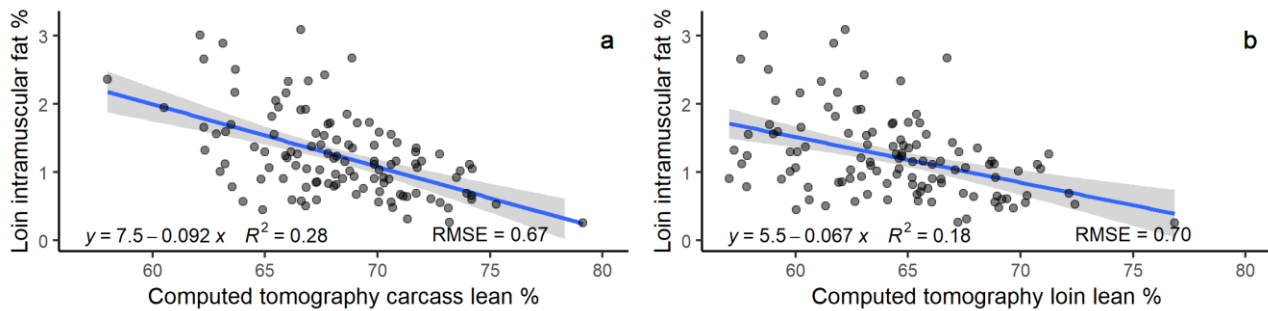 Loin intramuscular fat %
3
2
1
0
a
y = 7.5 – 0.092 x R² = 0.28 RMSE = 0.67
60 65 70 75 80
Computed tomography carcass lean %
Loin intramuscular fat %
3
2
1
0
b
y = 5.5 – 0.067 x R² = 0.18 RMSE = 0.70
60 65 70 75 80
Computed tomography loin lean %